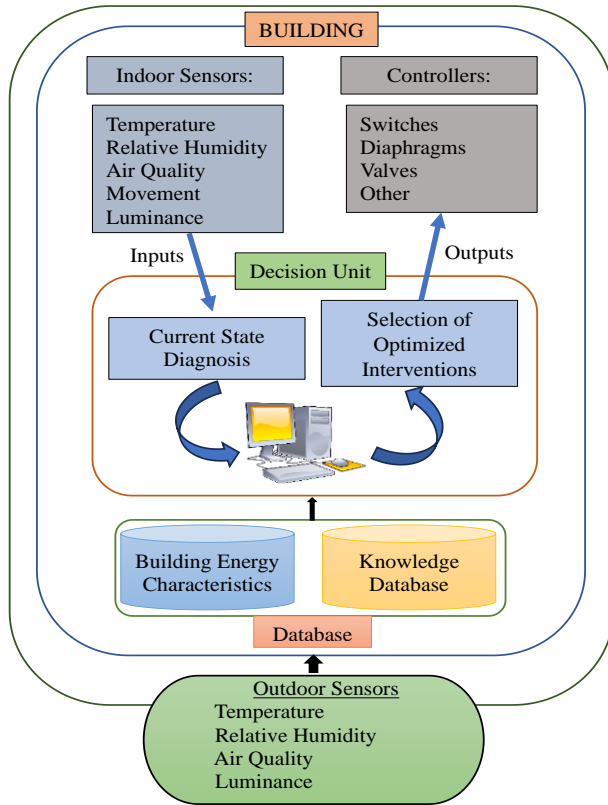 BUILDING
Indoor Sensors:
Controllers:
Temperature
Relative Humidity
Air Quality
Movement
Luminance
Switches
Diaphragms
Valves
Other
Inputs
Outputs
Decision Unit
Current State
Diagnosis
Selection of
Optimized
Interventions
Building Energy
Characteristics
Knowledge
Database
Database
Outdoor Sensors
Temperature
Relative Humidity
Air Quality
Luminance